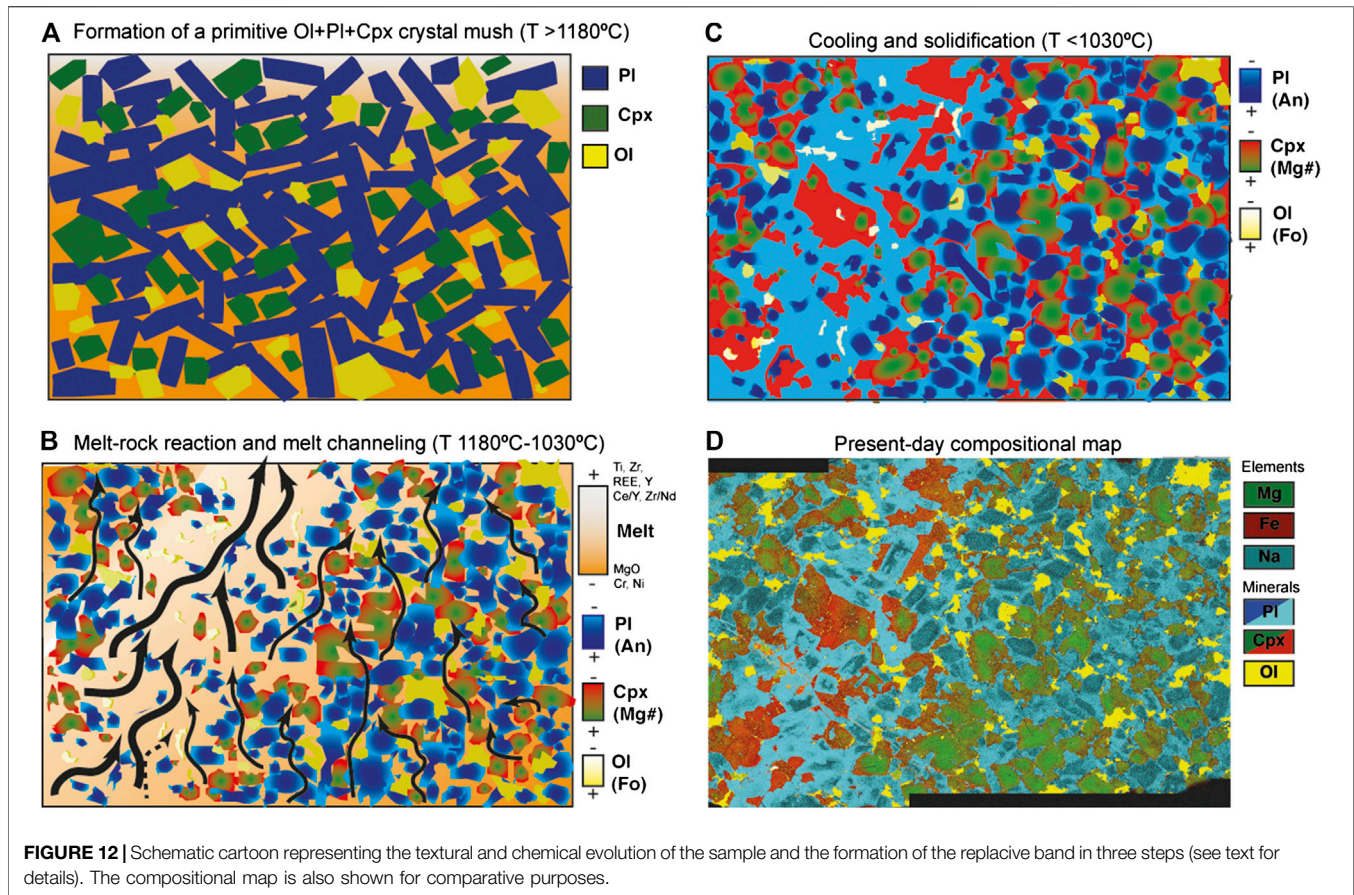 A Formation of a primitive Ol+Pl+Cpx crystal mush (T >1180ºC)
Pl
Cpx
Ol
C Cooling and solidification (T <1030ºC)
-
Pl
(An)
+
-
Cpx
(Mg#)
+
-
Ol
(Fo)
+
B Melt-rock reaction and melt channeling (T 1180ºC-1030ºC)
+ Ti, Zr,
REE, Y
Ce/Y, Zr/Nd
Melt
MgO
- Cr, Ni
-
Pl
(An)
+
-
Cpx
(Mg#)
+
-
Ol
(Fo)
+
D Present-day compositional map
Elements
Mg
Fe
Na
Minerals
Pl
Cpx
Ol
FIGURE 12 | Schematic cartoon representing the textural and chemical evolution of the sample and the formation of the replacive band in three steps (see text for
details). The compositional map is also shown for comparative purposes.